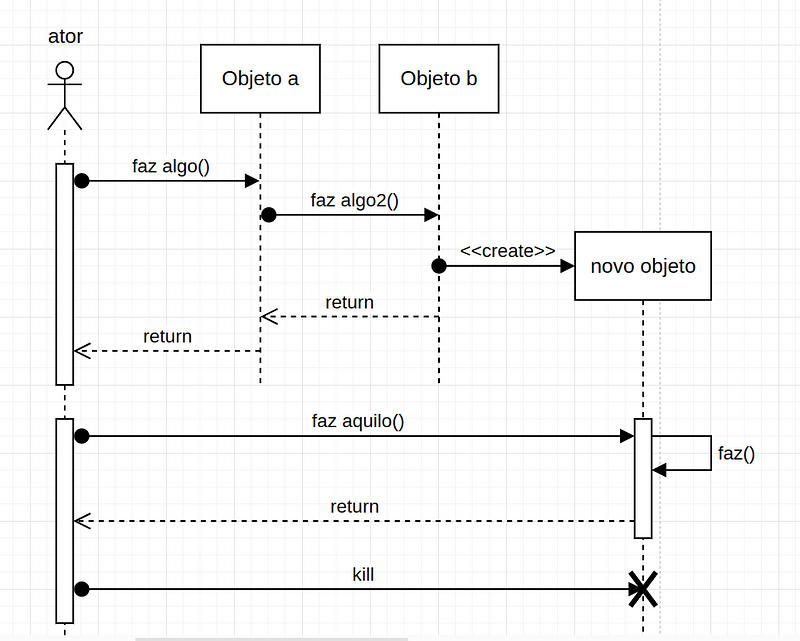 ator
Objeto a
Objeto b
faz algo()
faz algo2()
<<create>>
novo objeto
return
return
faz aquilo()
faz()
return
kill